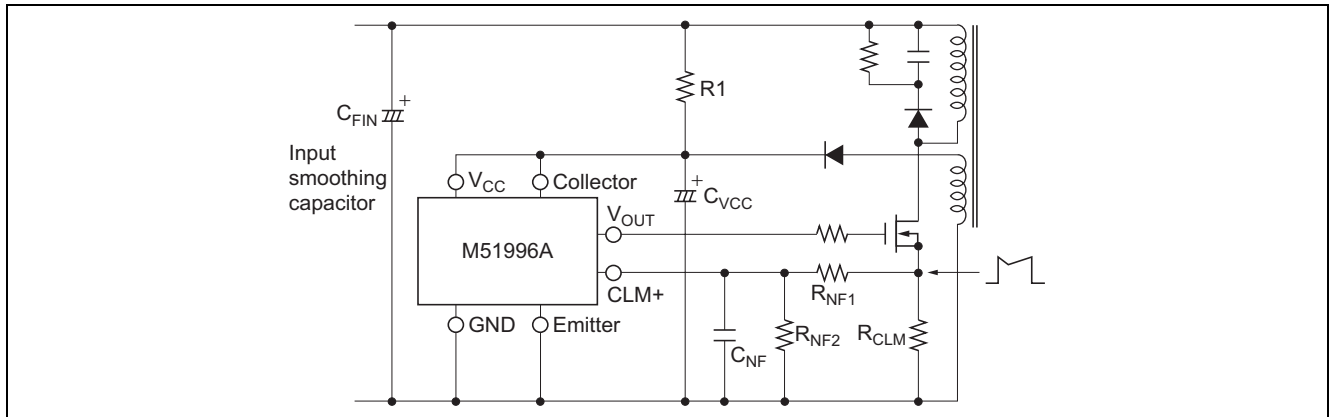 R1
C_FIN
+
Input
smoothing
capacitor
V_CC
Collector
+
C_VCC
V_OUT
M51996A
CLM+
R_NF1
GND
Emitter
C_NF
R_NF2
R_CLM